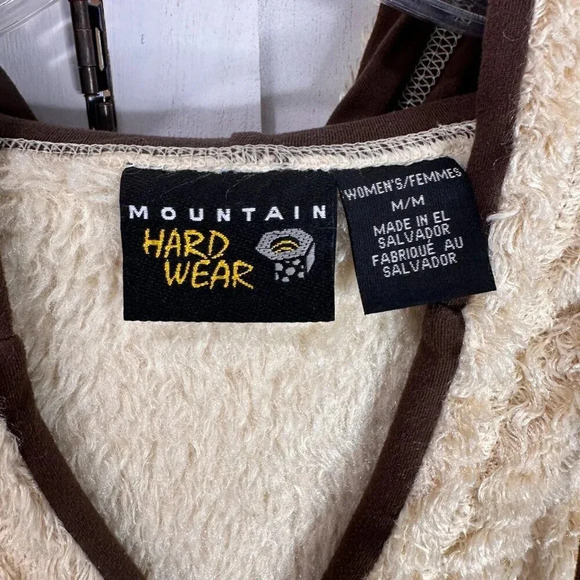 MOUNTAIN
HARD
WEAR
WOMEN'S/FEMMES
M/M
MADE IN EL
SALVADOR
FABRIQUÉ AU
SALVADOR